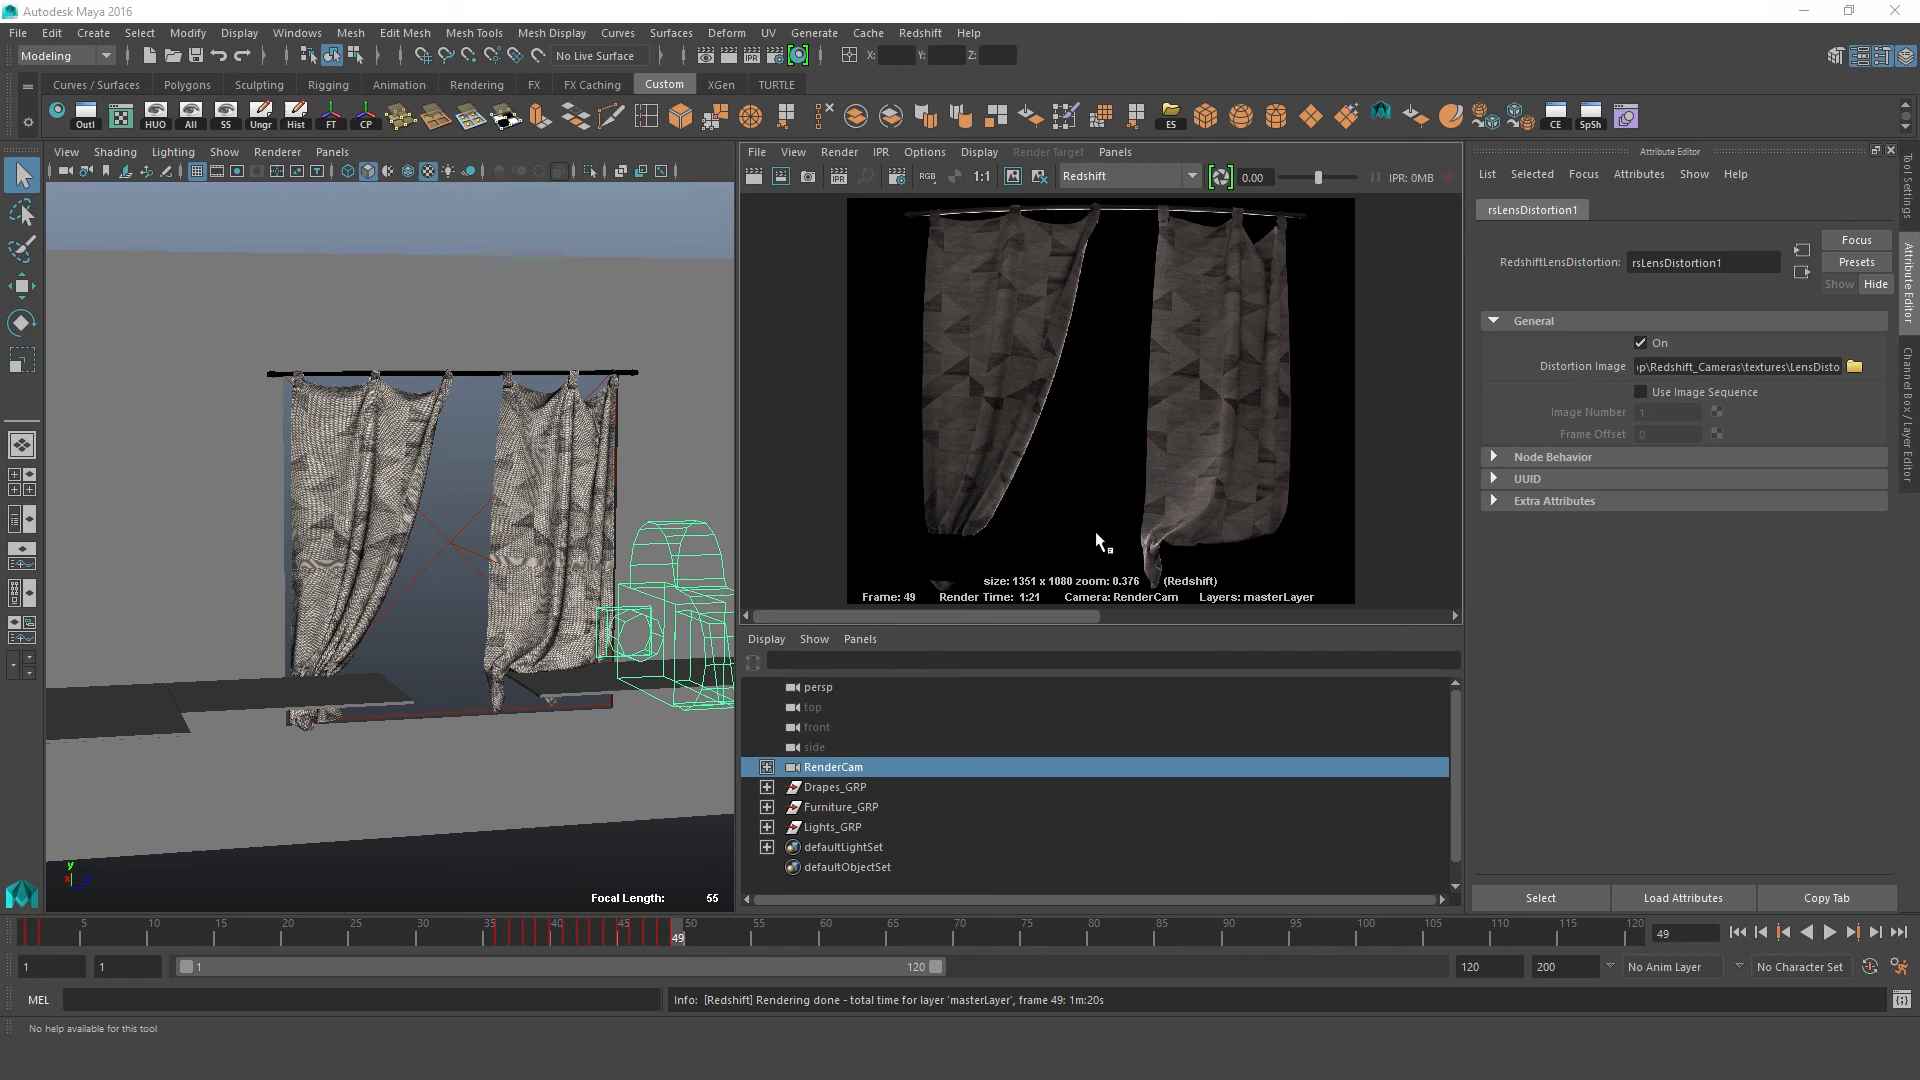 Autodesk Maya 2016
File Edit Create Select Modify Display Windows Mesh Edit Mesh Mesh Tools Mesh Display Curves Surfaces Deform UV Generate Cache Redshift Help
Modeling No Live Surface X: Y: Z:
Curves / Surfaces Polygons Sculpting Rigging Animation Rendering FX FX Caching Custom XGen TURTLE
Outl HUO All SS Ungr Hist FT CP ES CE SpSh
View Shading Lighting Show Renderer Panels
File View Render IPR Options Display Render Target Panels
IPR RGB 1:1 Redshift 0.00 IPR: 0MB
size: 1351 x 1080 zoom: 0.376 (Redshift)
Frame: 49 Render Time: 1:21 Camera: RenderCam Layers: masterLayer
Display Show Panels
persp
top
front
side
RenderCam
Drapes_GRP
Furniture_GRP
Lights_GRP
defaultLightSet
defaultObjectSet
y
x z
Focal Length: 55
Attribute Editor
List Selected Focus Attributes Show Help
rsLensDistortion1
RedshiftLensDistortion: rsLensDistortion1
Focus
Presets
Show Hide
General
On
Distortion Image ıp\Redshift_Cameras\textures\LensDisto
Use Image Sequence
Image Number 1
Frame Offset 0
Node Behavior
UUID
Extra Attributes
Select Load Attributes Copy Tab
Tool Settings
Attribute Editor
Channel Box / Layer Editor
5 10 15 20 25 30 35 40 45 50 55 60 65 70 75 80 85 90 95 100 105 110 115 120
49
49
1 1 1 120 120 200 No Anim Layer No Character Set
MEL Info: [Redshift] Rendering done - total time for layer 'masterLayer', frame 49: 1m:20s
No help available for this tool